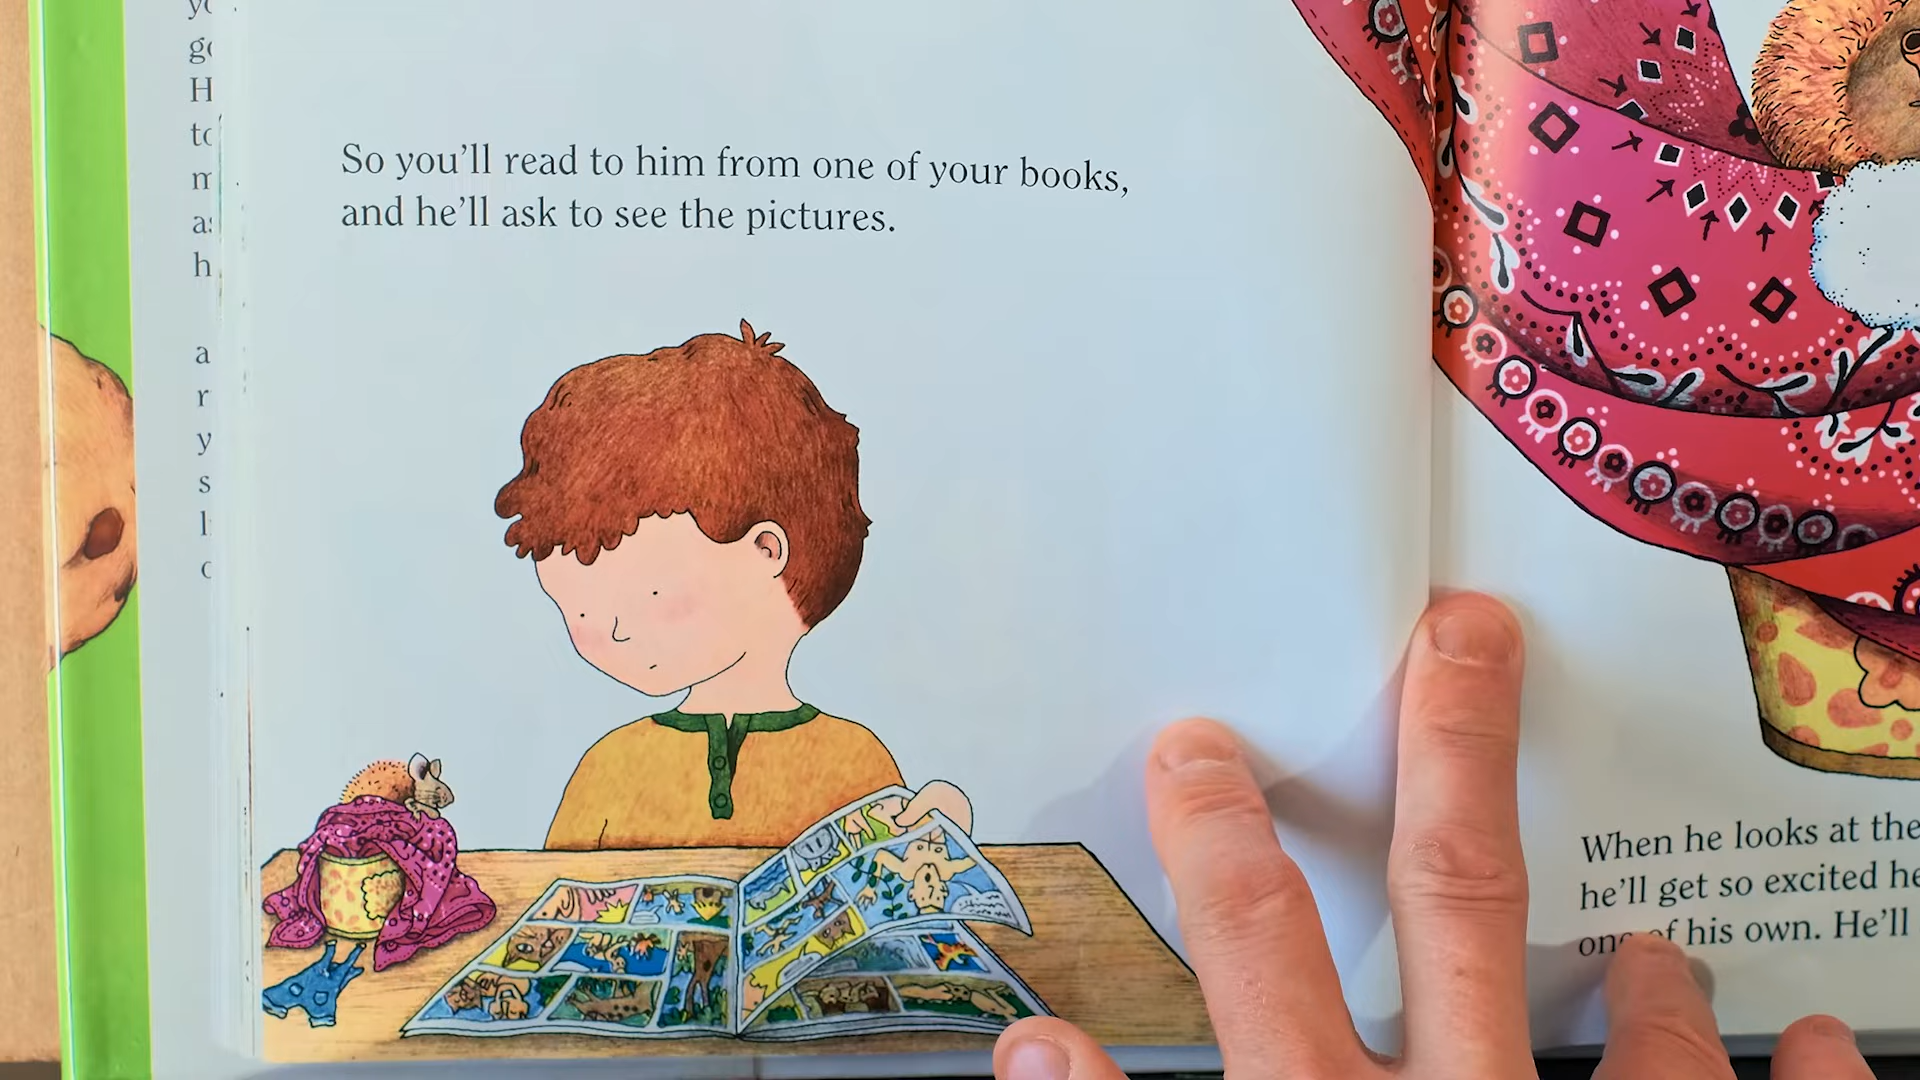 So you'll read to him from one of your books,
and he'll ask to see the pictures.
When he looks at the
he'll get so excited he
one of his own. He'll